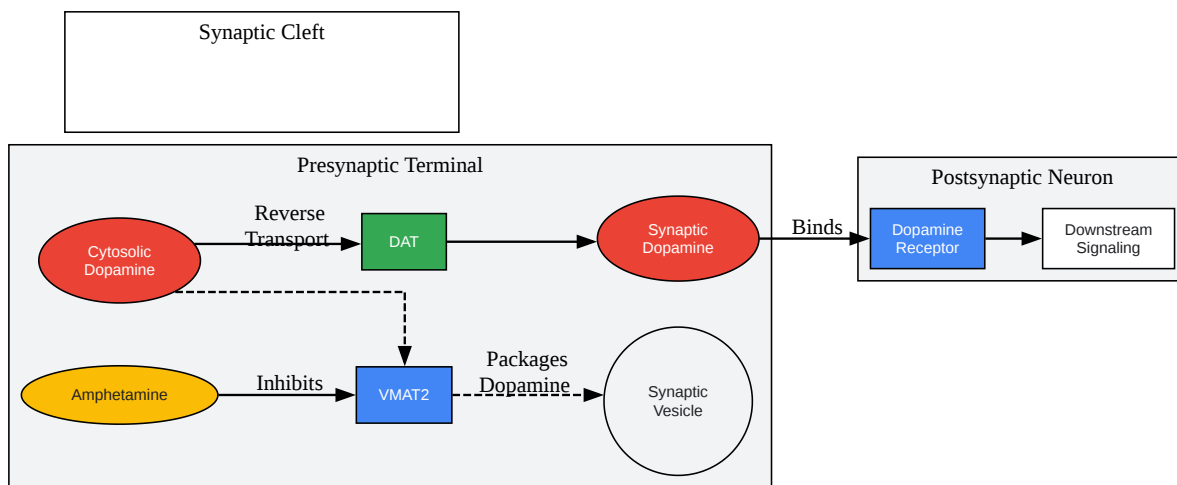 Synaptic Cleft
Presynaptic Terminal
Postsynaptic Neuron
Cytosolic
Dopamine
Reverse
Transport
DAT
Synaptic
Dopamine
Binds
Dopamine
Receptor
Downstream
Signaling
Amphetamine
Inhibits
VMAT2
Packages
Dopamine
Synaptic
Vesicle